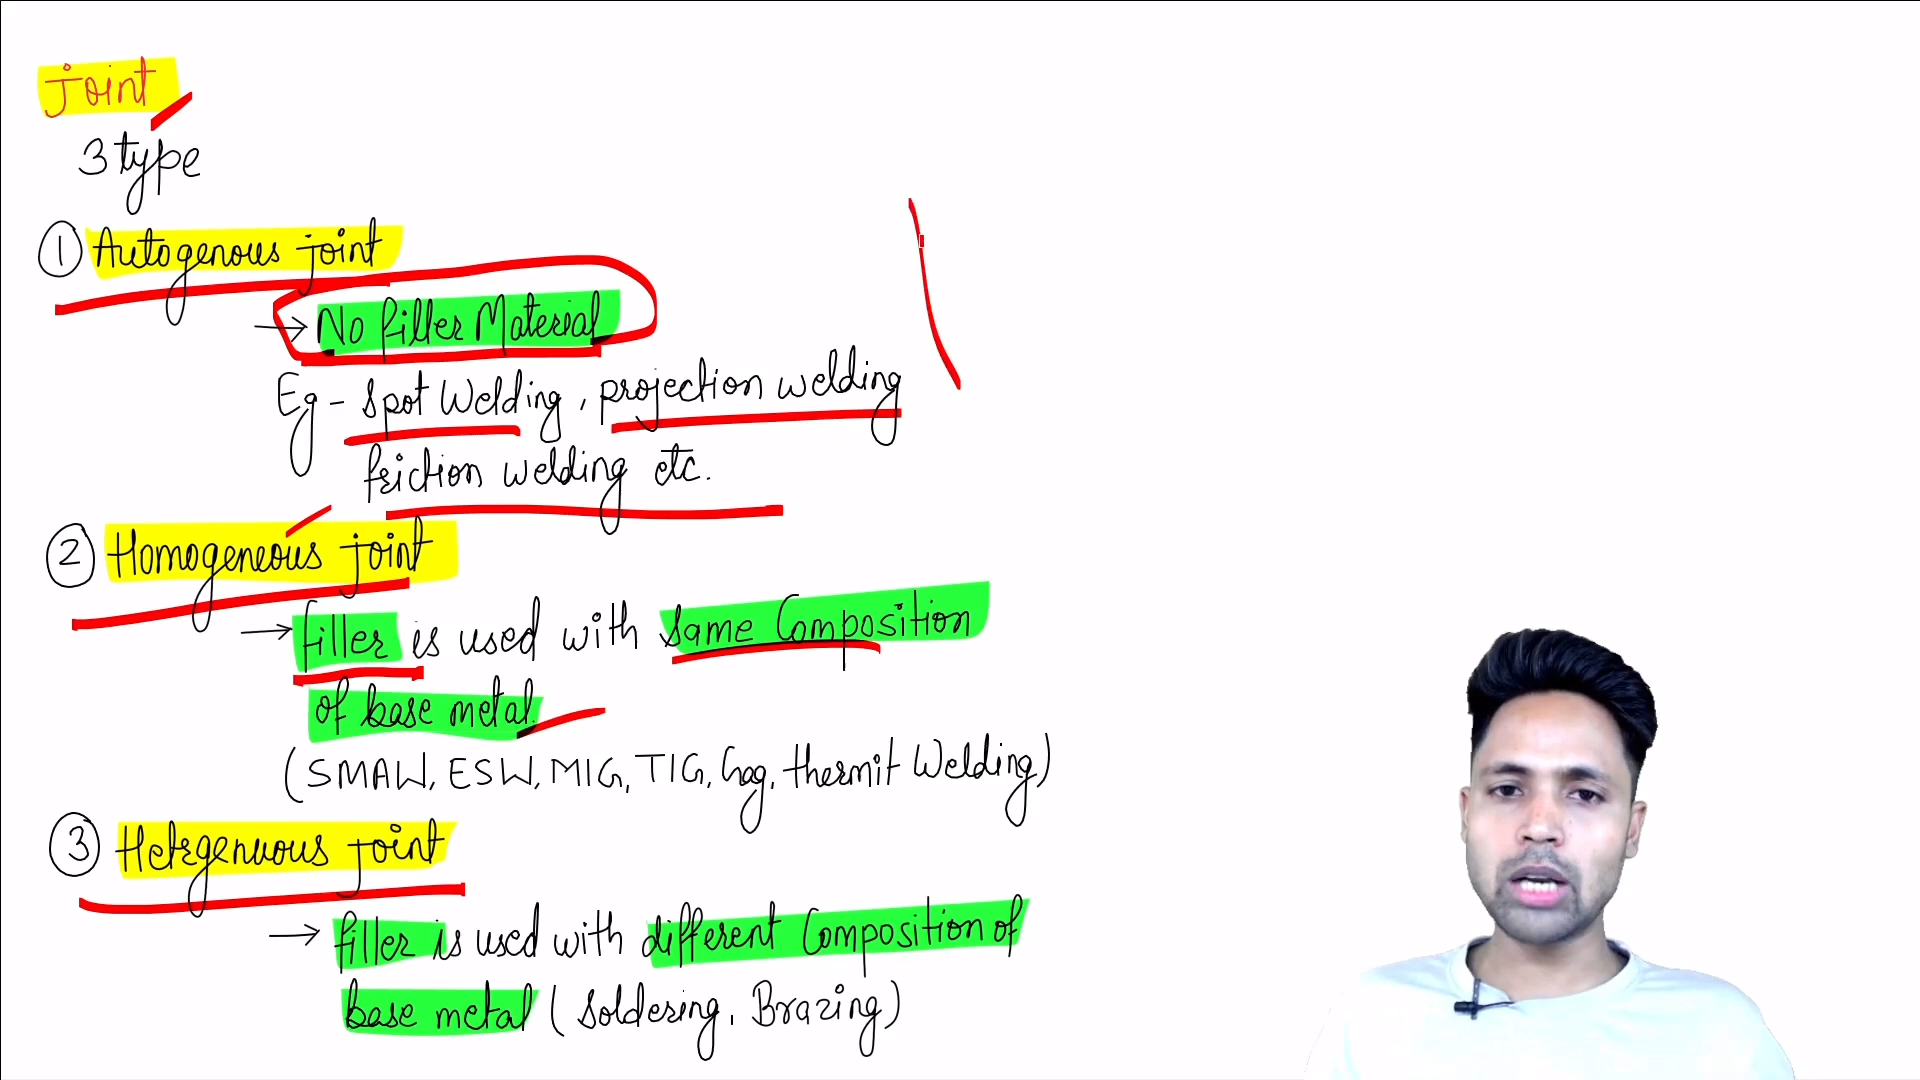 Joint
3 type
① Autogenous joint
→ No filler Material
Eg - Spot Welding, projection welding
friction welding etc.
② Homogeneous joint
→ filler is used with same Composition
of base metal.
(SMAW, ESW, MIG, TIG, Gag, thermit Welding)
③ Hetrgenuous joint
→ filler is used with different Composition of
base metal (Soldering, Brazing)